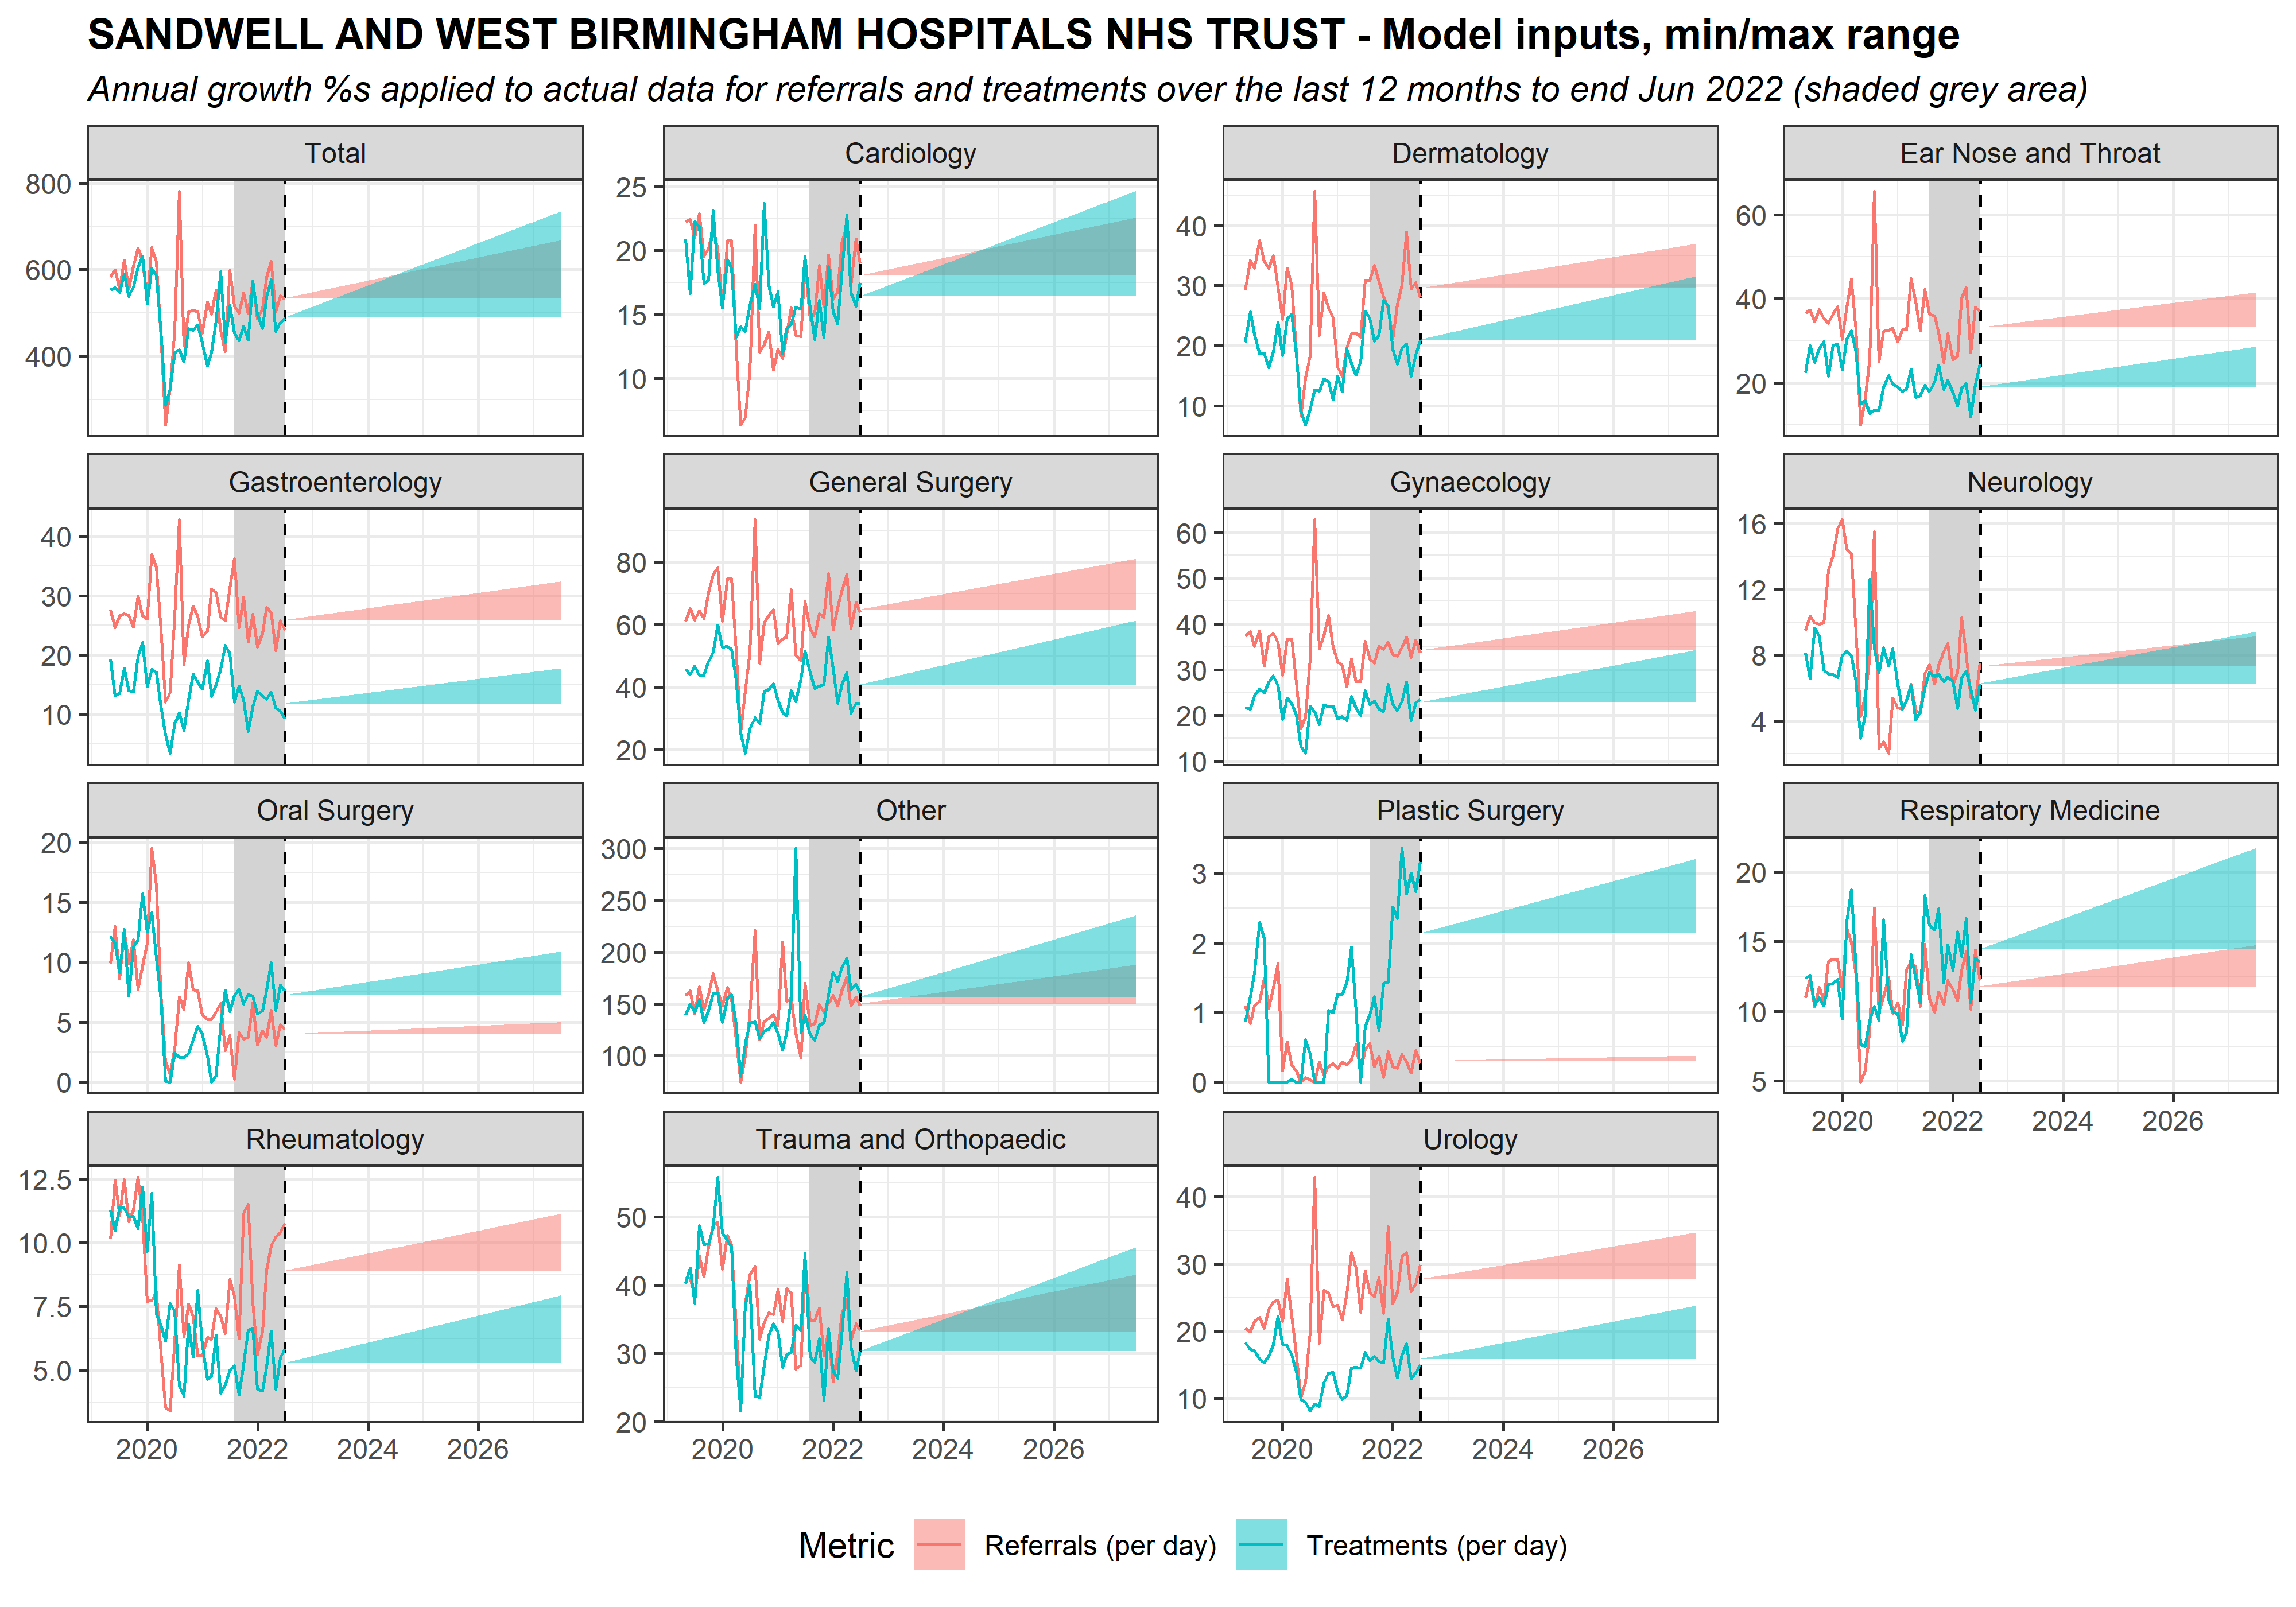 SANDWELL AND WEST BIRMINGHAM HOSPITALS NHS TRUST - Model inputs, min/max range
Annual growth %s applied to actual data for referrals and treatments over the last 12 months to end Jun 2022 (shaded grey area)
Total
800
600
400
Cardiology
25
20
15
10
Dermatology
40
30
20
10
Ear Nose and Throat
60
40
20
Gastroenterology
40
30
20
10
General Surgery
80
60
40
20
Gynaecology
60
50
40
30
20
10
Neurology
16
12
8
4
Oral Surgery
20
15
10
5
0
Other
300
250
200
150
100
Plastic Surgery
3
2
1
0
Respiratory Medicine
20
15
10
5
2020 2022 2024 2026
Rheumatology
12.5
10.0
7.5
5.0
2020 2022 2024 2026
Trauma and Orthopaedic
50
40
30
20
2020 2022 2024 2026
Urology
40
30
20
10
2020 2022 2024 2026
Metric Referrals (per day) Treatments (per day)